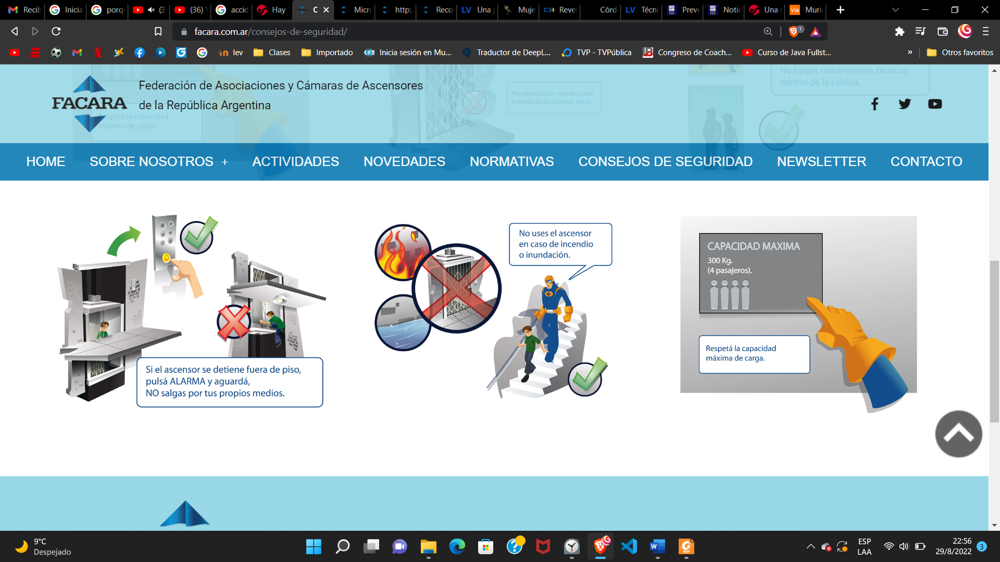 Recib
Inicia
porq
(3
(36)
accid
Hay
C
Micro
http:/
Reco
Una j
Muje
Revel
Córd
Técni
Preve
Notic
Una
Muri
facara.com.ar/consejos-de-seguridad/
1
lev
Clases
Importado
Inicia sesión en Mu...
Traductor de DeepL...
TVP - TVPública
Congreso de Coach...
Curso de Java Fullst...
»
Otros favoritos
FACARA
Federación de Asociaciones y Cámaras de Ascensores
de la República Argentina
Respetá la capacidad
máxima de carga.
No introduzcas manos o pies
a través de las puertas tijera.
No hagas movimientos bruscos
dentro de la cabina.
HOME
SOBRE NOSOTROS +
ACTIVIDADES
NOVEDADES
NORMATIVAS
CONSEJOS DE SEGURIDAD
NEWSLETTER
CONTACTO
Si el ascensor se detiene fuera de piso,
pulsá ALARMA y aguardá,
NO salgas por tus propios medios.
No uses el ascensor
en caso de incendio
o inundación.
CAPACIDAD MAXIMA
300 Kg.
(4 pasajeros).
Respetá la capacidad
máxima de carga.
9°C
Despejado
ESP
LAA
22:56
29/8/2022
3